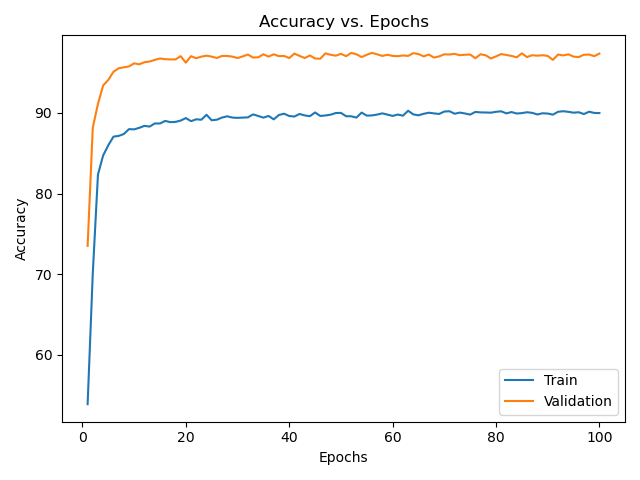 Accuracy vs. Epochs
Accuracy
90
80
70
60
0 20 40 60 80 100
Epochs
Train
Validation